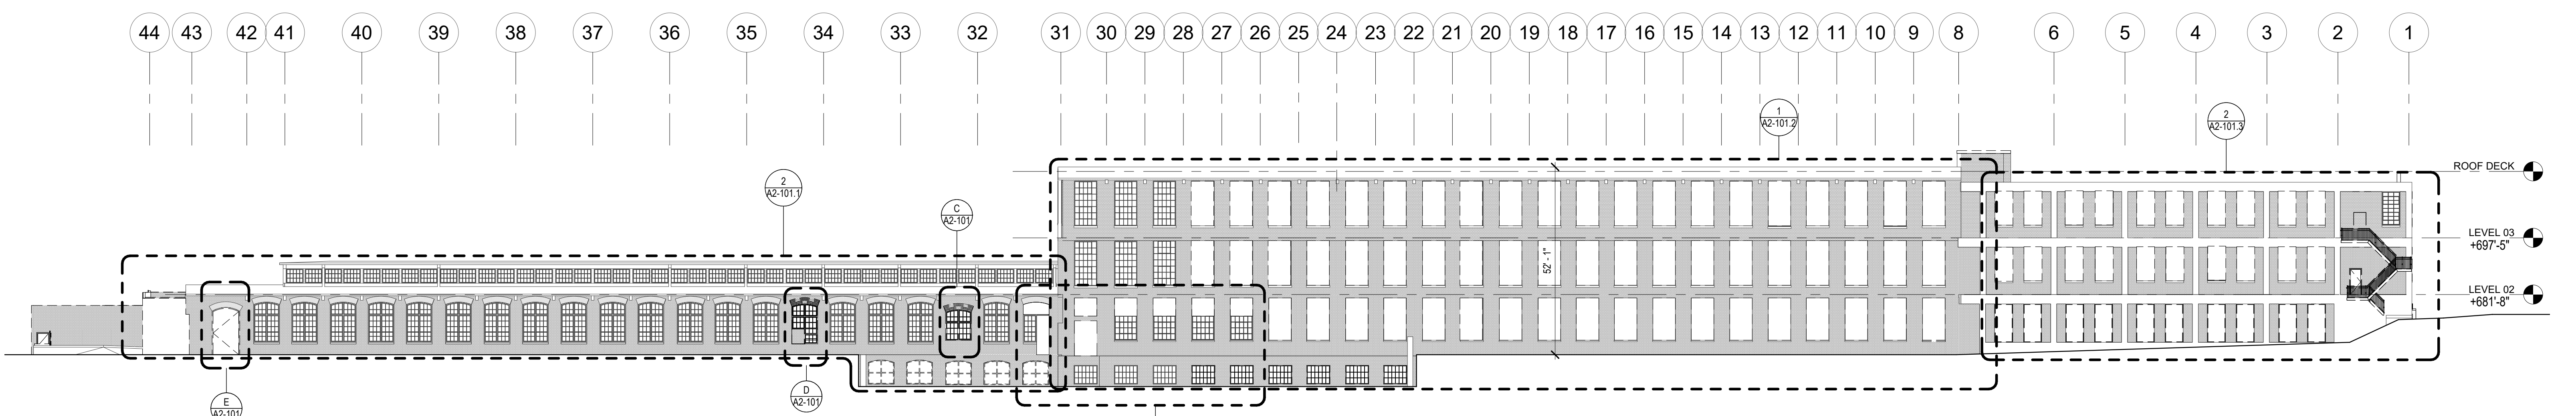 44 43 42 41 40 39 38 37 36 35 34 33 32 31 30 29 28 27 26 25 24 23 22 21 20 19 18 17 16 15 14 13 12 11 10 9 8 6 5 4 3 2 1
1
A2-101.2
2
A2-101.3
ROOF DECK
2
A2-101.1
C
A2-101
LEVEL 03
+697'-5"
52' - 1"
LEVEL 02
+681'-8"
E
A2-101
D
A2-101